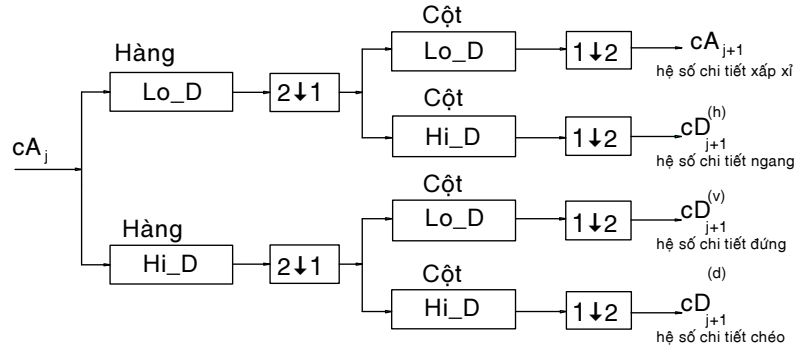 Cột
Hàng
Lo_D
1↓2
cA j+1
hệ số chi tiết xấp xỉ
Lo_D
2↓1
Cột
Hi_D
1↓2
cD (h) j+1
hệ số chi tiết ngang
cA j
Cột
Hàng
Lo_D
1↓2
cD (v) j+1
hệ số chi tiết đứng
Hi_D
2↓1
Cột
Hi_D
1↓2
cD (d) j+1
hệ số chi tiết chéo